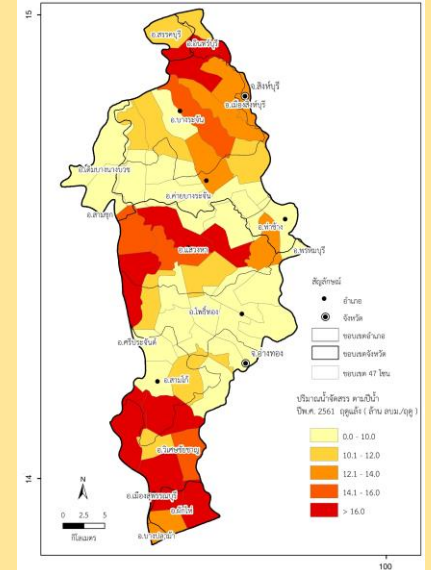 15
อ.สรรคบุรี
อ.อินทร์บุรี
จ.สิงห์บุรี
อ.เมืองสิงห์บุรี
อ.บางระจัน
อ.เดิมบางนางบวช
อ.ค่ายบางระจัน
อ.สามชุก
อ.ท่าช้าง
อ.พรหมบุรี
อ.แสวงหา
สัญลักษณ์
อำเภอ
จังหวัด
ขอบเขตอำเภอ
ขอบเขตจังหวัด
ขอบเขต 47 โซน
อ.โพธิ์ทอง
อ.ศรีประจันต์
จ.อ่างทอง
อ.สามโก้
ปริมาณน้ำจัดสรร ตามปีน้ำ
ปีพ.ศ. 2561 ฤดูแล้ง ( ล้าน ลบม./ฤดู )
0.0 - 10.0
10.1 - 12.0
12.1 - 14.0
14.1 - 16.0
> 16.0
อ.วิเศษชัยชาญ
14
N
อ.เมืองสุพรรณบุรี
อ.ผักไห่
0 2.5 5
กิโลเมตร
อ.บางปลาม้า
100